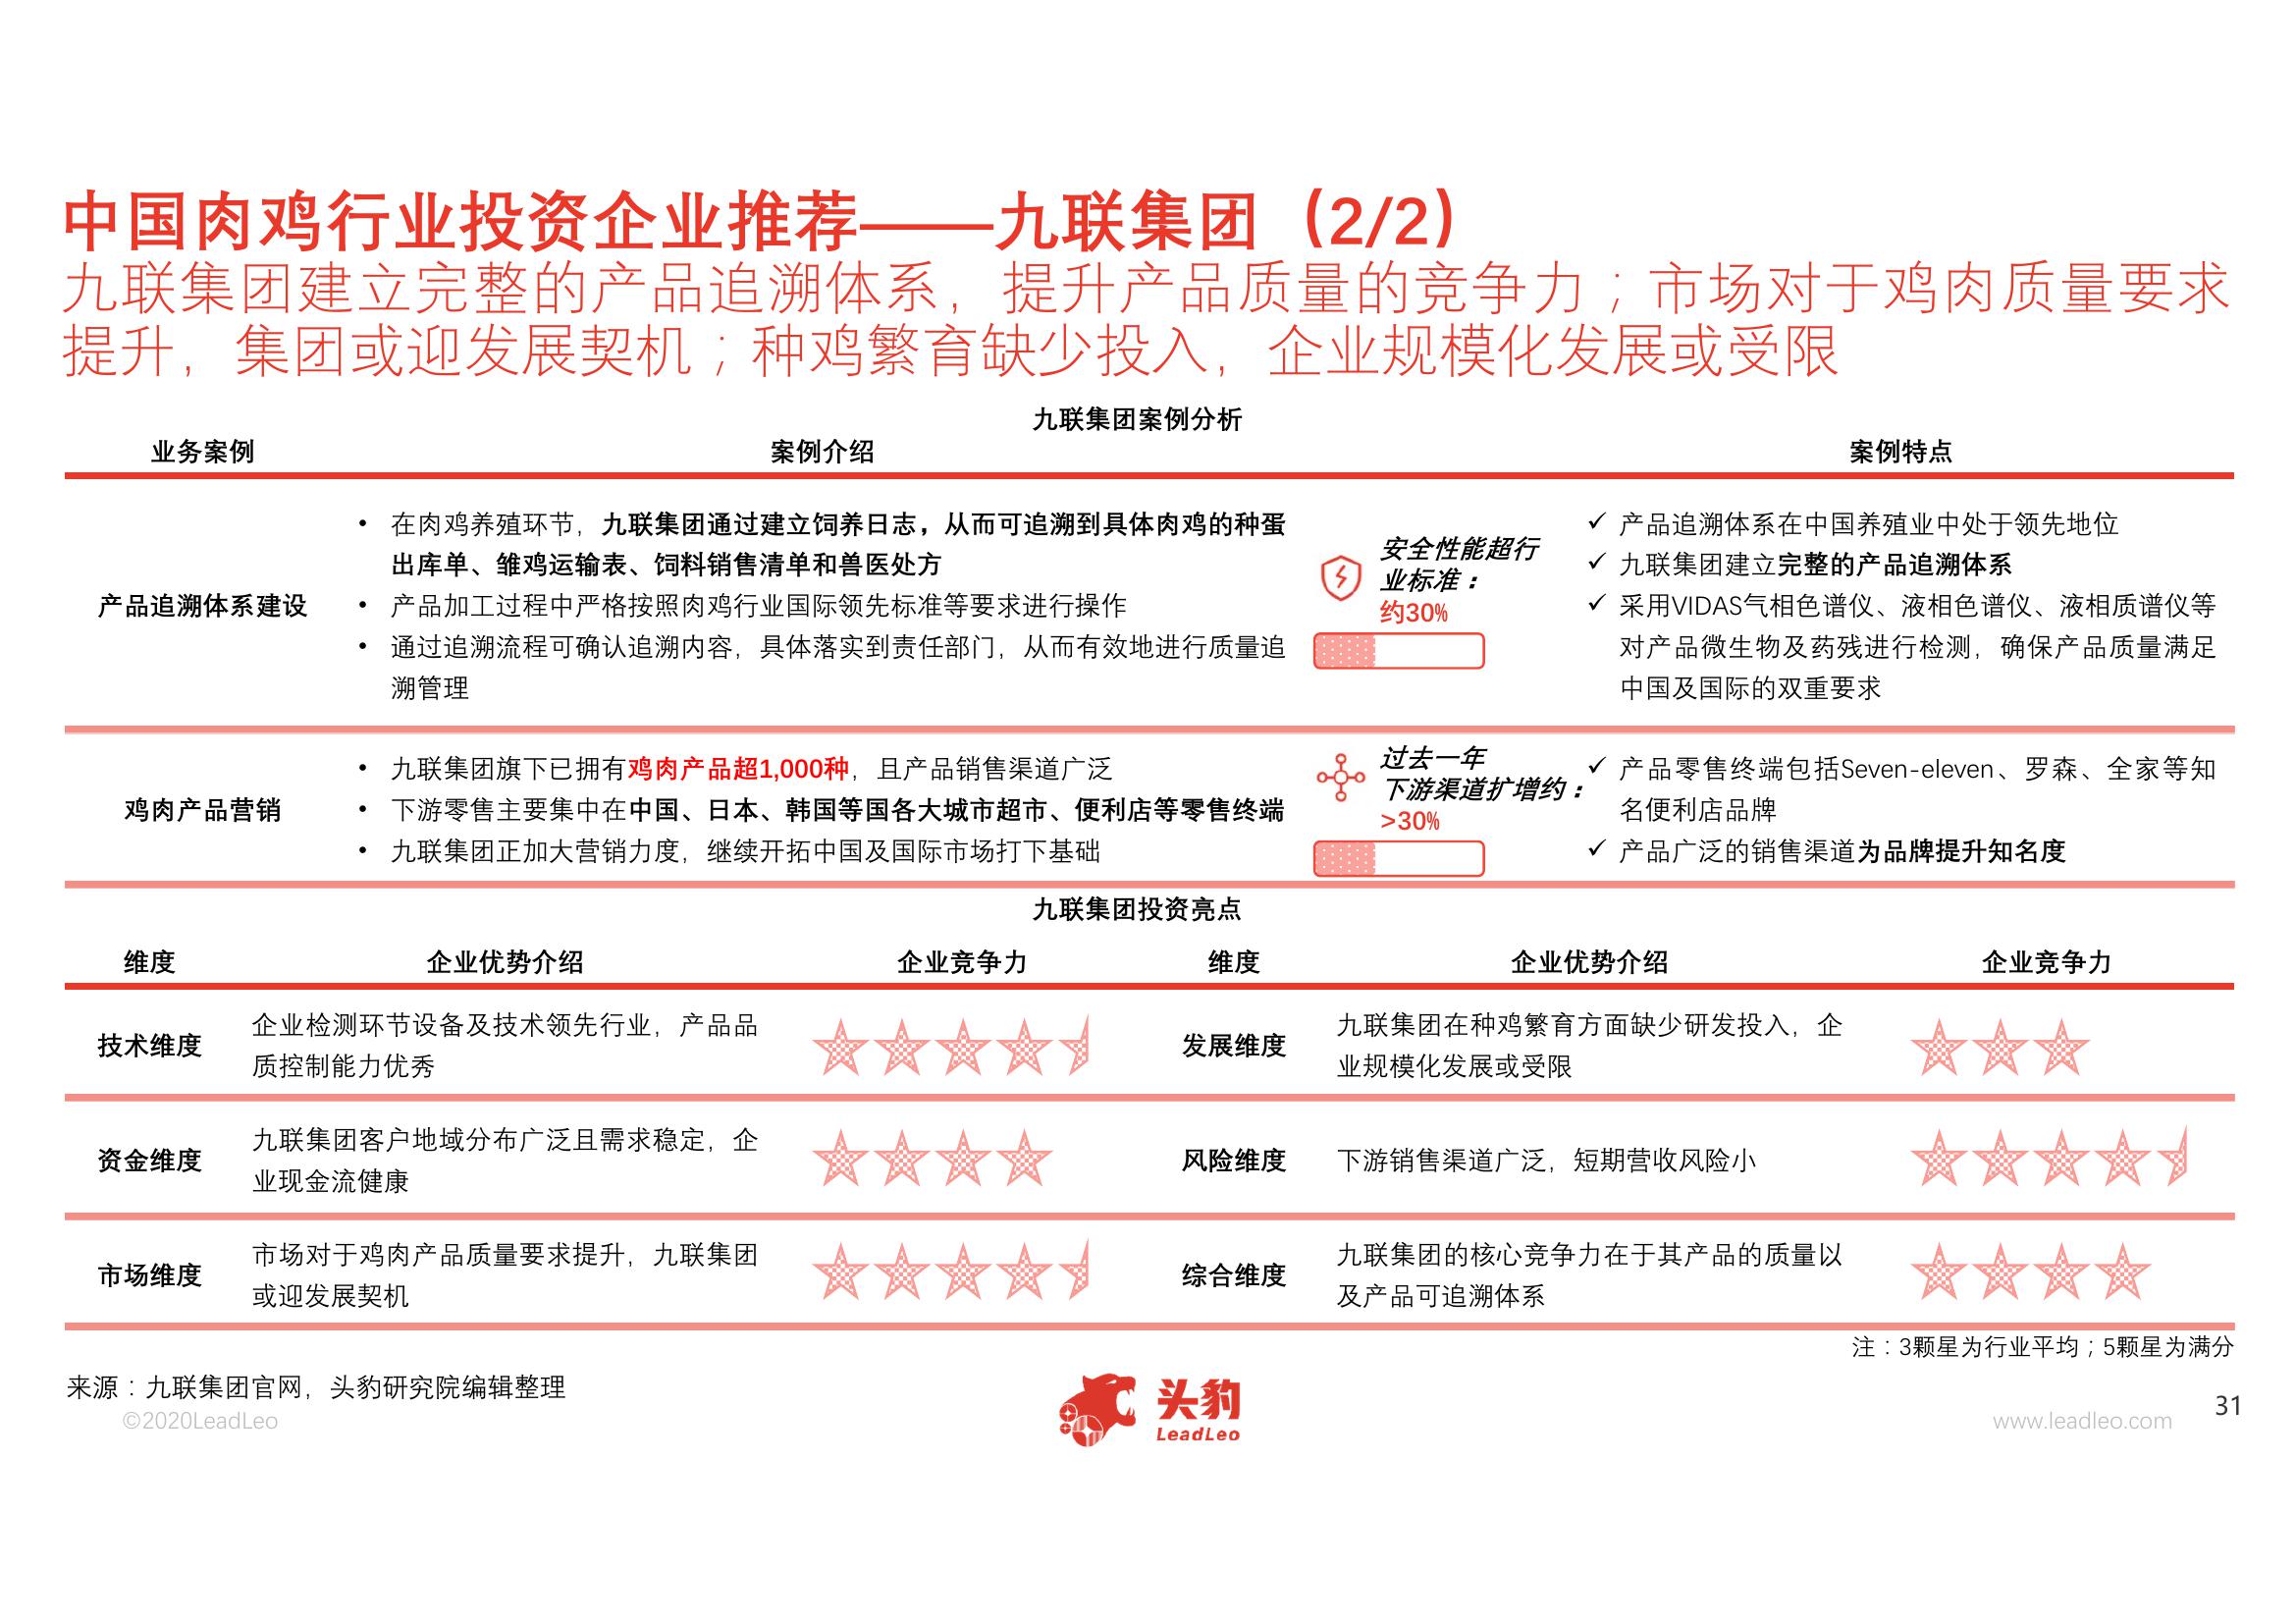 中国肉鸡行业投资企业推荐——九联集团（2/2）
九联集团建立完整的产品追溯体系，提升产品质量的竞争力；市场对于鸡肉质量要求
提升，集团或迎发展契机；种鸡繁育缺少投入，企业规模化发展或受限
九联集团案例分析
业务案例
案例介绍
案例特点
产品追溯体系建设
• 在肉鸡养殖环节，九联集团通过建立饲养日志，从而可追溯到具体肉鸡的种蛋
出库单、雏鸡运输表、饲料销售清单和兽医处方
• 产品加工过程中严格按照肉鸡行业国际领先标准等要求进行操作
• 通过追溯流程可确认追溯内容，具体落实到责任部门，从而有效地进行质量追
溯管理
安全性能超行
业标准：
约30%
✓ 产品追溯体系在中国养殖业中处于领先地位
✓ 九联集团建立完整的产品追溯体系
✓ 采用VIDAS气相色谱仪、液相色谱仪、液相质谱仪等
对产品微生物及药残进行检测，确保产品质量满足
中国及国际的双重要求
鸡肉产品营销
• 九联集团旗下已拥有鸡肉产品超1,000种，且产品销售渠道广泛
• 下游零售主要集中在中国、日本、韩国等国各大城市超市、便利店等零售终端
• 九联集团正加大营销力度，继续开拓中国及国际市场打下基础
过去一年
下游渠道扩增约：
>30%
✓ 产品零售终端包括Seven-eleven、罗森、全家等知
名便利店品牌
✓ 产品广泛的销售渠道为品牌提升知名度
九联集团投资亮点
维度
企业优势介绍
企业竞争力
维度
企业优势介绍
企业竞争力
技术维度
企业检测环节设备及技术领先行业，产品品
质控制能力优秀
发展维度
九联集团在种鸡繁育方面缺少研发投入，企
业规模化发展或受限
资金维度
九联集团客户地域分布广泛且需求稳定，企
业现金流健康
风险维度
下游销售渠道广泛，短期营收风险小
市场维度
市场对于鸡肉产品质量要求提升，九联集团
或迎发展契机
综合维度
九联集团的核心竞争力在于其产品的质量以
及产品可追溯体系
注：3颗星为行业平均；5颗星为满分
来源：九联集团官网，头豹研究院编辑整理
©2020LeadLeo
头豹
LeadLeo
www.leadleo.com
31